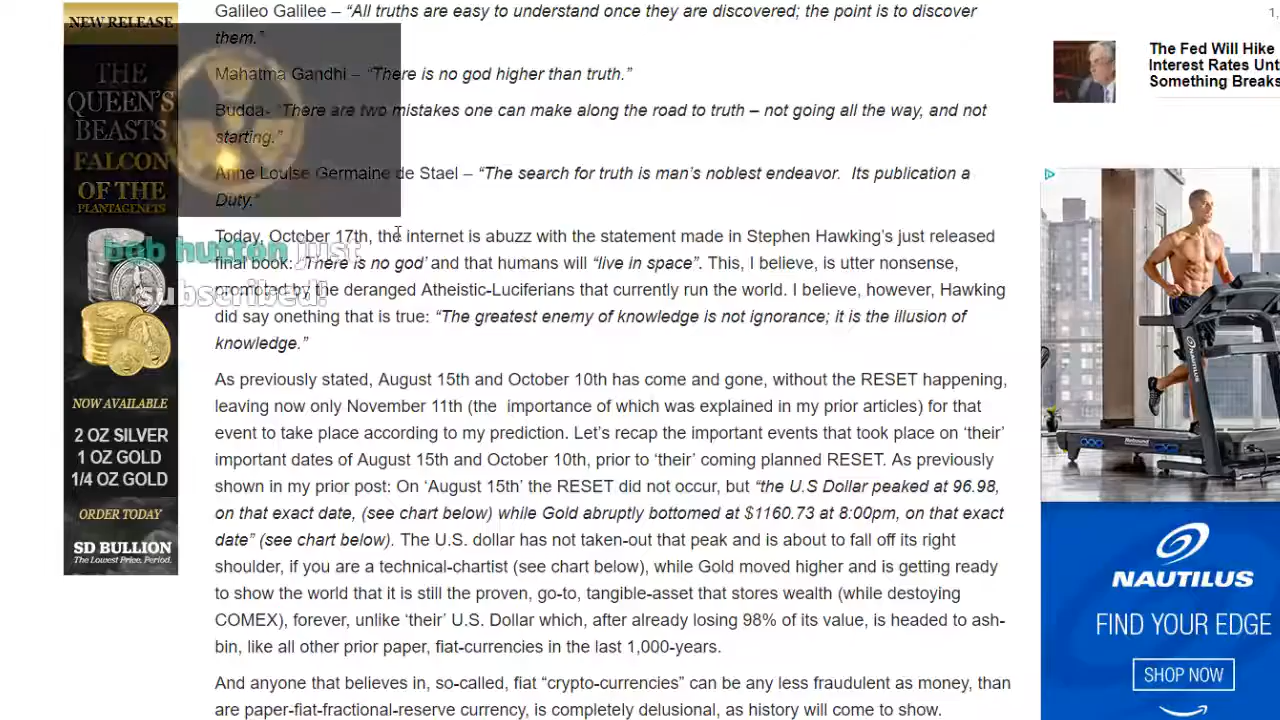 NEW RELEASE
THE
QUEEN'S
BEASTS
FALCON
OF THE
PLANTAGENETS
NOW AVAILABLE
2 OZ SILVER
1 OZ GOLD
1/4 OZ GOLD
ORDER TODAY
SD BULLION
The Lowest Price, Period.
bob hutton just
subscribed!
Galileo Galilee – “All truths are easy to understand once they are discovered; the point is to discover
them.”
Mahatma Gandhi – “There is no god higher than truth.”
Budda- “There are two mistakes one can make along the road to truth – not going all the way, and not
starting.”
Anne Louise Germaine de Stael – “The search for truth is man’s noblest endeavor.  Its publication a
Duty.”
Today, October 17th, the internet is abuzz with the statement made in Stephen Hawking’s just released
final book: ‘There is no god’ and that humans will “live in space”. This, I believe, is utter nonsense,
promoted by the deranged Atheistic-Luciferians that currently run the world. I believe, however, Hawking
did say onething that is true: “The greatest enemy of knowledge is not ignorance; it is the illusion of
knowledge.”
As previously stated, August 15th and October 10th has come and gone, without the RESET happening,
leaving now only November 11th (the  importance of which was explained in my prior articles) for that
event to take place according to my prediction. Let’s recap the important events that took place on ‘their’
important dates of August 15th and October 10th, prior to ‘their’ coming planned RESET. As previously
shown in my prior post: On ‘August 15th’ the RESET did not occur, but “the U.S Dollar peaked at 96.98,
on that exact date, (see chart below) while Gold abruptly bottomed at $1160.73 at 8:00pm, on that exact
date” (see chart below). The U.S. dollar has not taken-out that peak and is about to fall off its right
shoulder, if you are a technical-chartist (see chart below), while Gold moved higher and is getting ready
to show the world that it is still the proven, go-to, tangible-asset that stores wealth (while destoying
COMEX), forever, unlike ‘their’ U.S. Dollar which, after already losing 98% of its value, is headed to ash-
bin, like all other prior paper, fiat-currencies in the last 1,000-years.
And anyone that believes in, so-called, fiat “crypto-currencies” can be any less fraudulent as money, than
are paper-fiat-fractional-reserve currency, is completely delusional, as history will come to show.
1,
The Fed Will Hike
Interest Rates Unt
Something Breaks
NAUTILUS
FIND YOUR EDGE
SHOP NOW